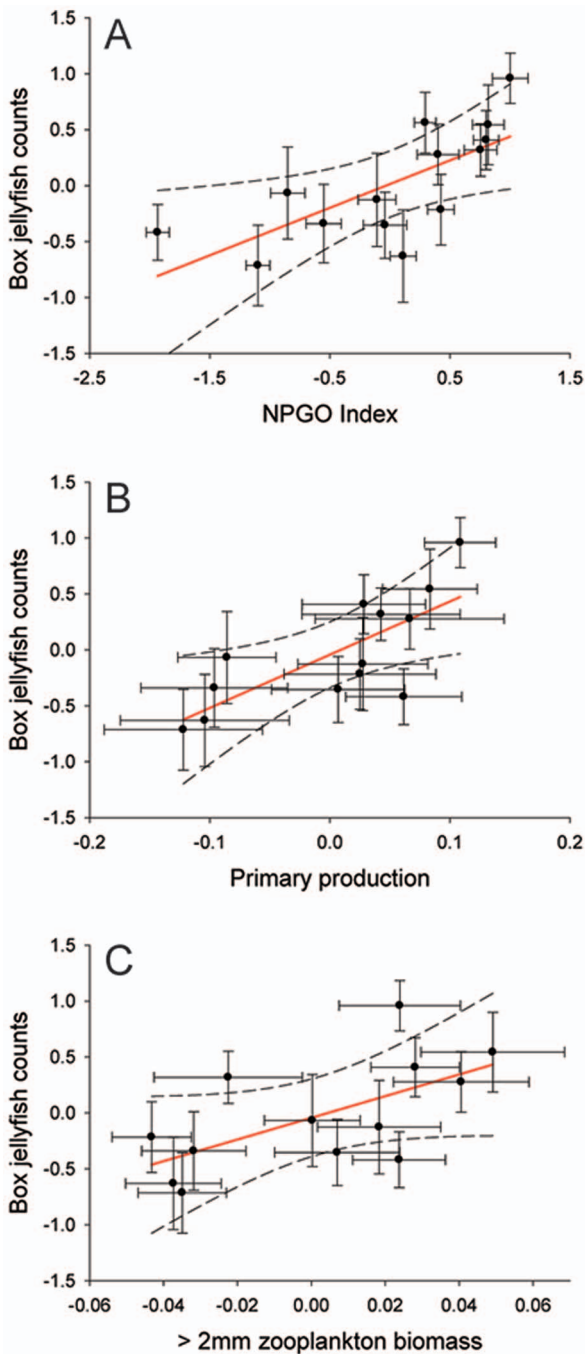 A
Box jellyfish counts
1.5
1.0
0.5
0.0
-0.5
-1.0
-1.5
-2.5 -1.5 -0.5 0.5 1.5
NPGO Index
B
Box jellyfish counts
1.5
1.0
0.5
0.0
-0.5
-1.0
-1.5
-0.2 -0.1 0.0 0.1 0.2
Primary production
C
Box jellyfish counts
1.5
1.0
0.5
0.0
-0.5
-1.0
-1.5
-0.06 -0.04 -0.02 0.00 0.02 0.04 0.06
> 2mm zooplankton biomass